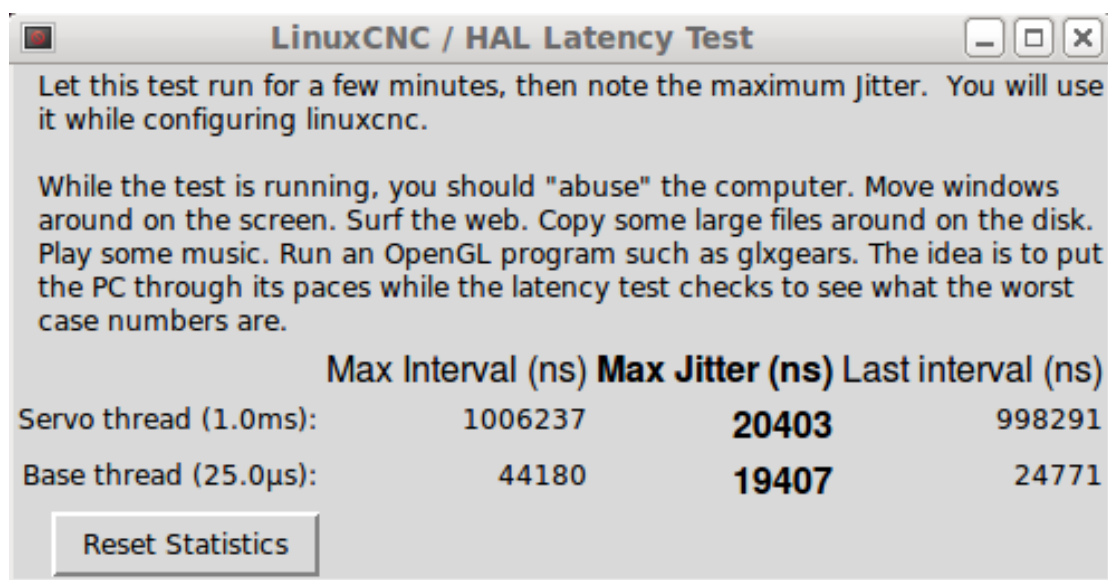 LinuxCNC / HAL Latency Test
Let this test run for a few minutes, then note the maximum Jitter.  You will use
it while configuring linuxcnc.
While the test is running, you should "abuse" the computer. Move windows
around on the screen. Surf the web. Copy some large files around on the disk.
Play some music. Run an OpenGL program such as glxgears. The idea is to put
the PC through its paces while the latency test checks to see what the worst
case numbers are.
Max Interval (ns) Max Jitter (ns) Last interval (ns)
Servo thread (1.0ms): 1006237 20403 998291
Base thread (25.0µs): 44180 19407 24771
Reset Statistics